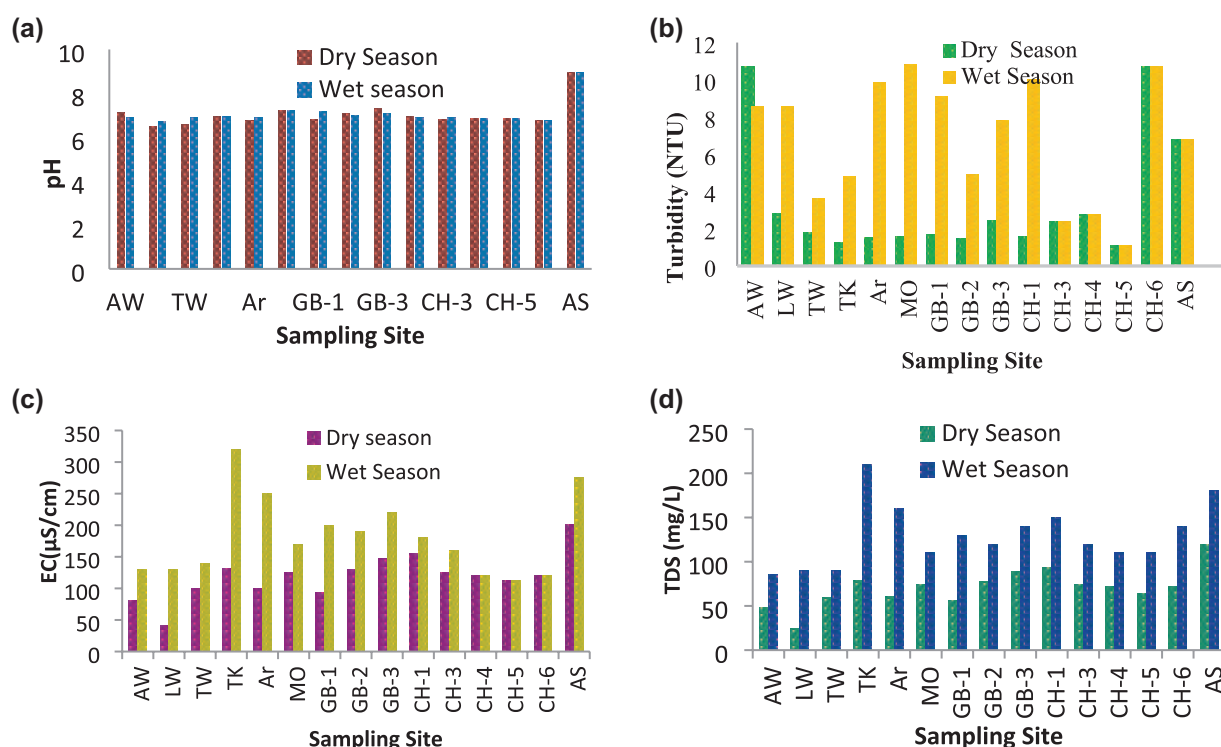 (a)
10
8
6
4
2
0
pH
Dry Season
Wet season
AW TW Ar GB-1 GB-3 CH-3 CH-5 AS
Sampling Site
(b)
12
10
8
6
4
2
0
Turbidity (NTU)
Dry Season
Wet Season
AW LW TW TK Ar MO GB-1 GB-2 GB-3 CH-1 CH-3 CH-4 CH-5 CH-6 AS
Sampling Site
(c)
350
300
250
200
150
100
50
0
EC(µS/cm)
Dry season
Wet Season
AW LW TW TK Ar MO GB-1 GB-2 GB-3 CH-1 CH-3 CH-4 CH-5 CH-6 AS
Sampling Site
(d)
250
200
150
100
50
0
TDS (mg/L)
Dry Season
Wet Season
AW LW TW TK Ar MO GB-1 GB-2 GB-3 CH-1 CH-3 CH-4 CH-5 CH-6 AS
Sampling Site